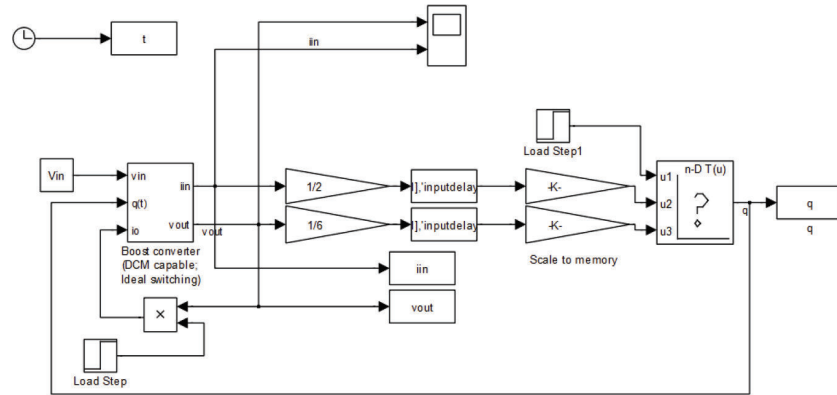 t
iin
Load Step1
n-D T(u)
u1
u2
u3
Vin
vin
q(t)
io
iin
vout
vout
1/2
1/6
],'inputdelay
],'inputdelay
-K-
-K-
q
q
q
Boost converter
(DCM capable;
Ideal switching)
Scale to memory
iin
vout
×
Load Step